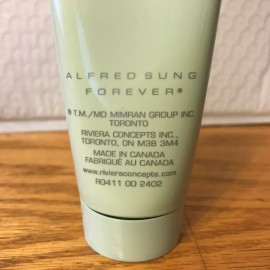 ALFRED SUNG
FOREVER®
® T.M./MD MIMRAN GROUP INC.
TORONTO
RIVIERA CONCEPTS INC.,
TORONTO, ON M3B 3M4
MADE IN CANADA
FABRIQUÉ AU CANADA
www.rivieraconcepts.com
R0411 00 2402